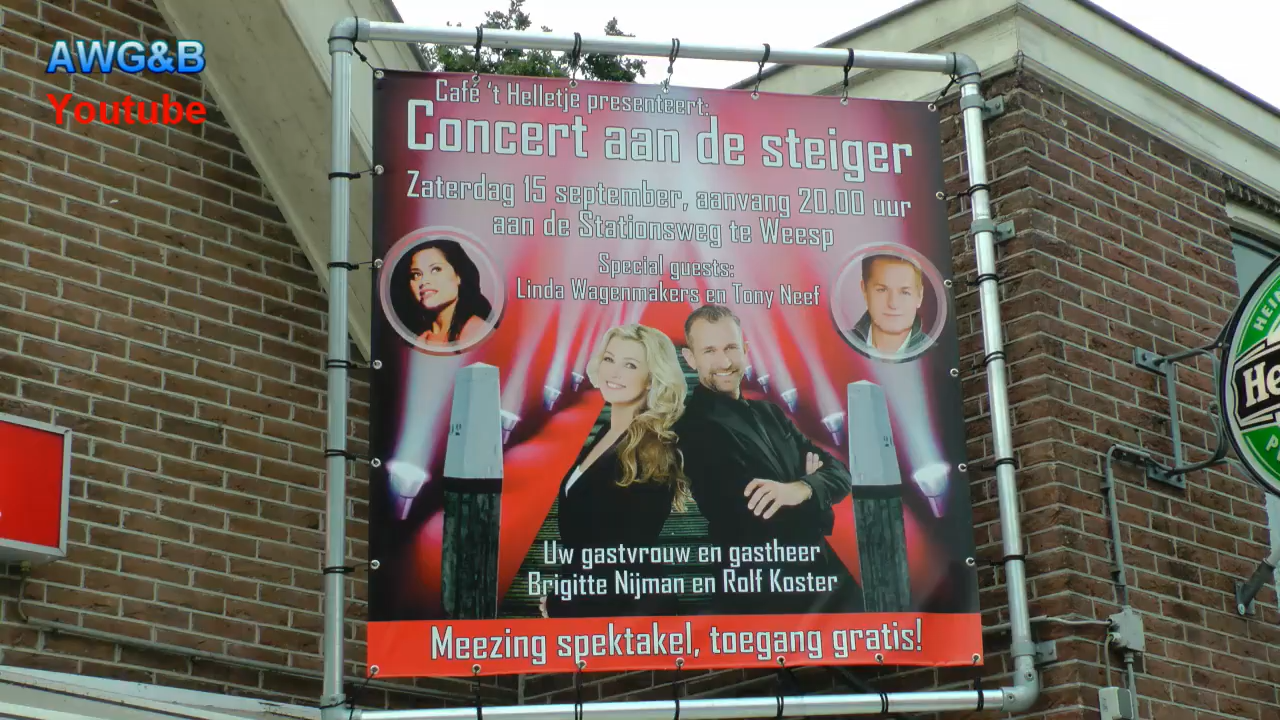 AWG&B
Youtube
Café 't Helletje presenteert:
Concert aan de steiger
Zaterdag 15 september, aanvang 20.00 uur
aan de Stationsweg te Weesp
Special guests:
Linda Wagenmakers en Tony Neef
Uw gastvrouw en gastheer
Brigitte Nijman en Rolf Koster
Meezing spektakel, toegang gratis!